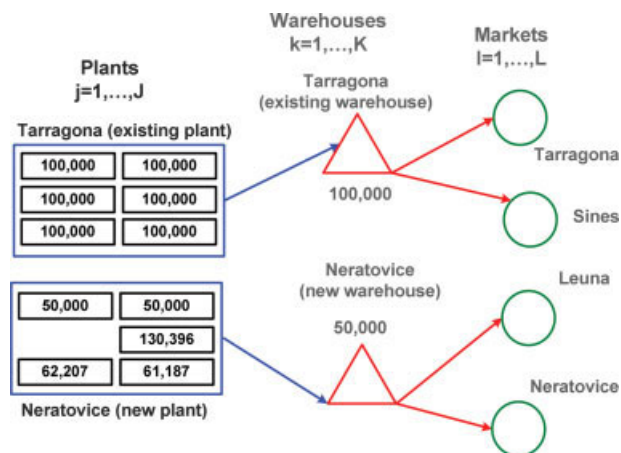 Warehouses
k=1,...,K
Markets
l=1,...,L
Plants
j=1,...,J
Tarragona
(existing warehouse)
Tarragona (existing plant)
100,000 100,000
100,000 100,000
100,000 100,000
100,000
Tarragona
Sines
Neratovice
(new warehouse)
50,000
Leuna
50,000 50,000
130,396
62,207 61,187
Neratovice (new plant)
Neratovice